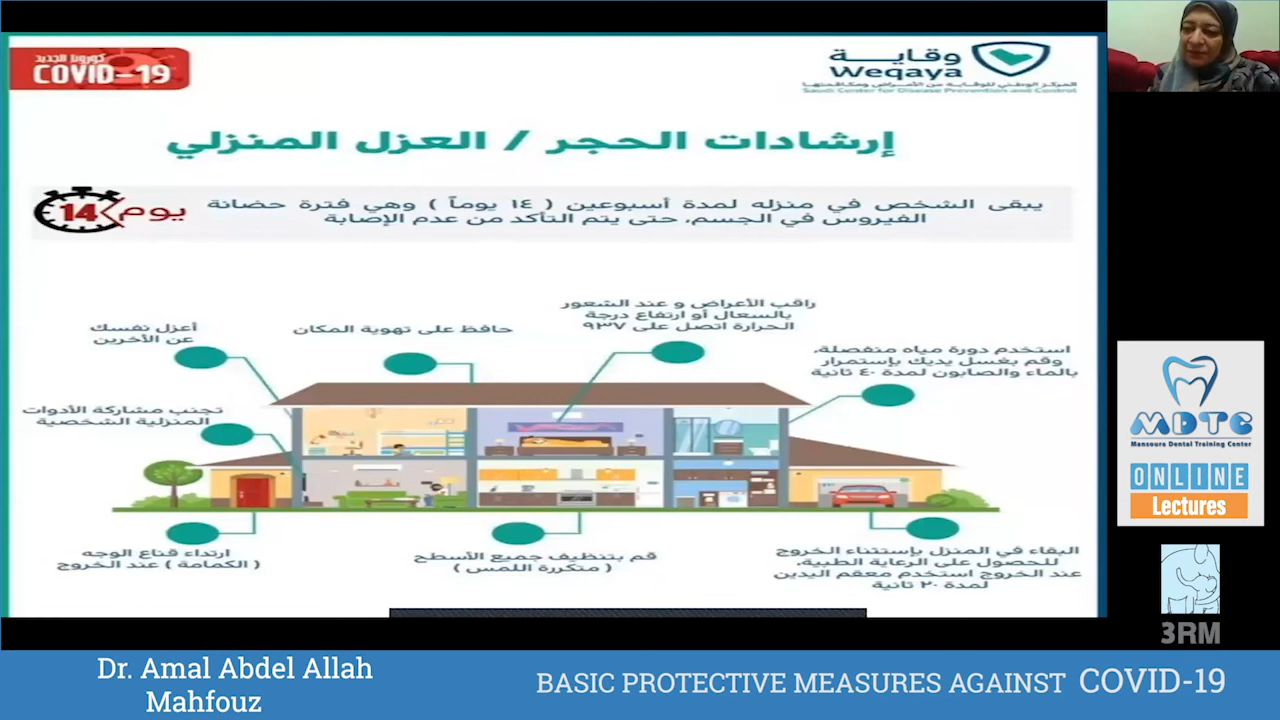 كورونا الجديد
COVID-19
وقاية
Weqaya
المركز الوطني للوقاية من الأمراض ومكافحتها
Saudi Center for Disease Prevention and Control
إرشادات الحجر / العزل المنزلي
يبقى الشخص في منزله لمدة أسبوعين ( ١٤ يوماً ) وهي فترة حضانة
الفيروس في الجسم، حتى يتم التأكد من عدم الإصابة
14 يوم
راقب الأعراض و عند الشعور
بالسعال أو ارتفاع درجة
الحرارة اتصل على ٩٣٧
حافظ على تهوية المكان
أعزل نفسك
عن الأخرين
استخدم دورة مياه منفصلة،
وقم بغسل يديك بإستمرار
بالماء والصابون لمدة ٤٠ ثانية
تجنب مشاركة الأدوات
المنزلية الشخصية
ارتداء قناع الوجه
( الكمامة ) عند الخروج
قم بتنظيف جميع الأسطح
( متكررة اللمس )
البقاء في المنزل بإستثناء الخروج
للحصول على الرعاية الطبية،
عند الخروج استخدم معقم اليدين
لمدة ٢٠ ثانية
MDTC
Mansoura Dental Training Center
ONLINE
Lectures
3RM
Dr. Amal Abdel Allah
Mahfouz
BASIC PROTECTIVE MEASURES AGAINST COVID-19